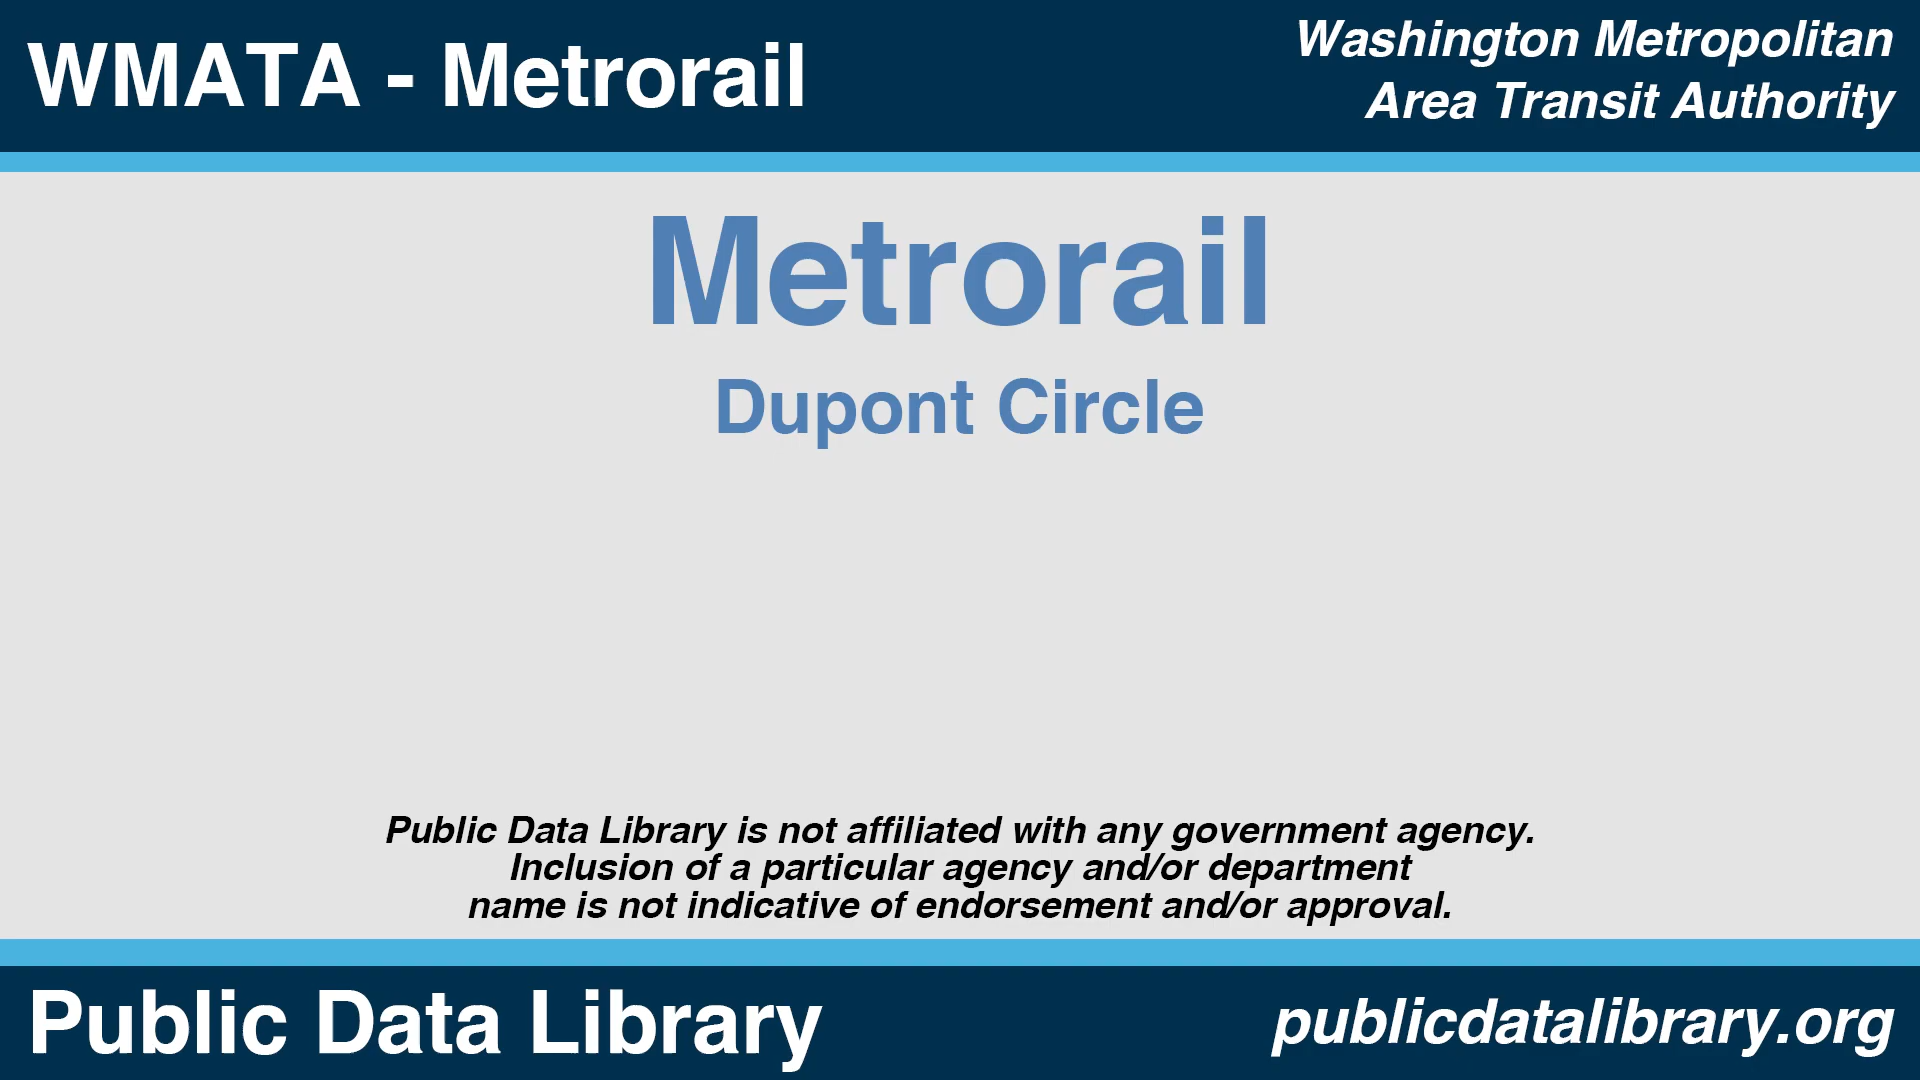 WMATA - Metrorail
Washington Metropolitan
Area Transit Authority
Metrorail
Dupont Circle
Public Data Library is not affiliated with any government agency.
Inclusion of a particular agency and/or department
name is not indicative of endorsement and/or approval.
Public Data Library
publicdatalibrary.org